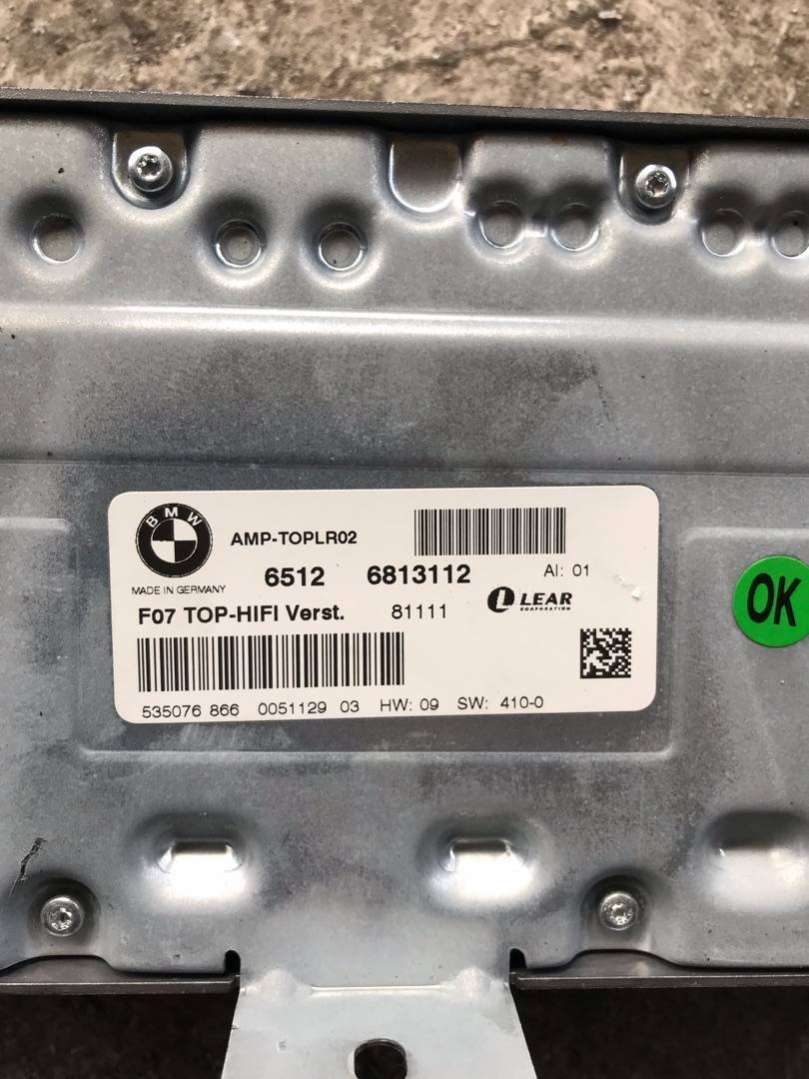 BMW
AMP-TOPLR02
6512 6813112 AI: 01
MADE IN GERMANY
F07 TOP-HIFI Verst. 81111 L LEAR
CORPORATION
535076 866 0051129 03 HW: 09 SW: 410-0
OK